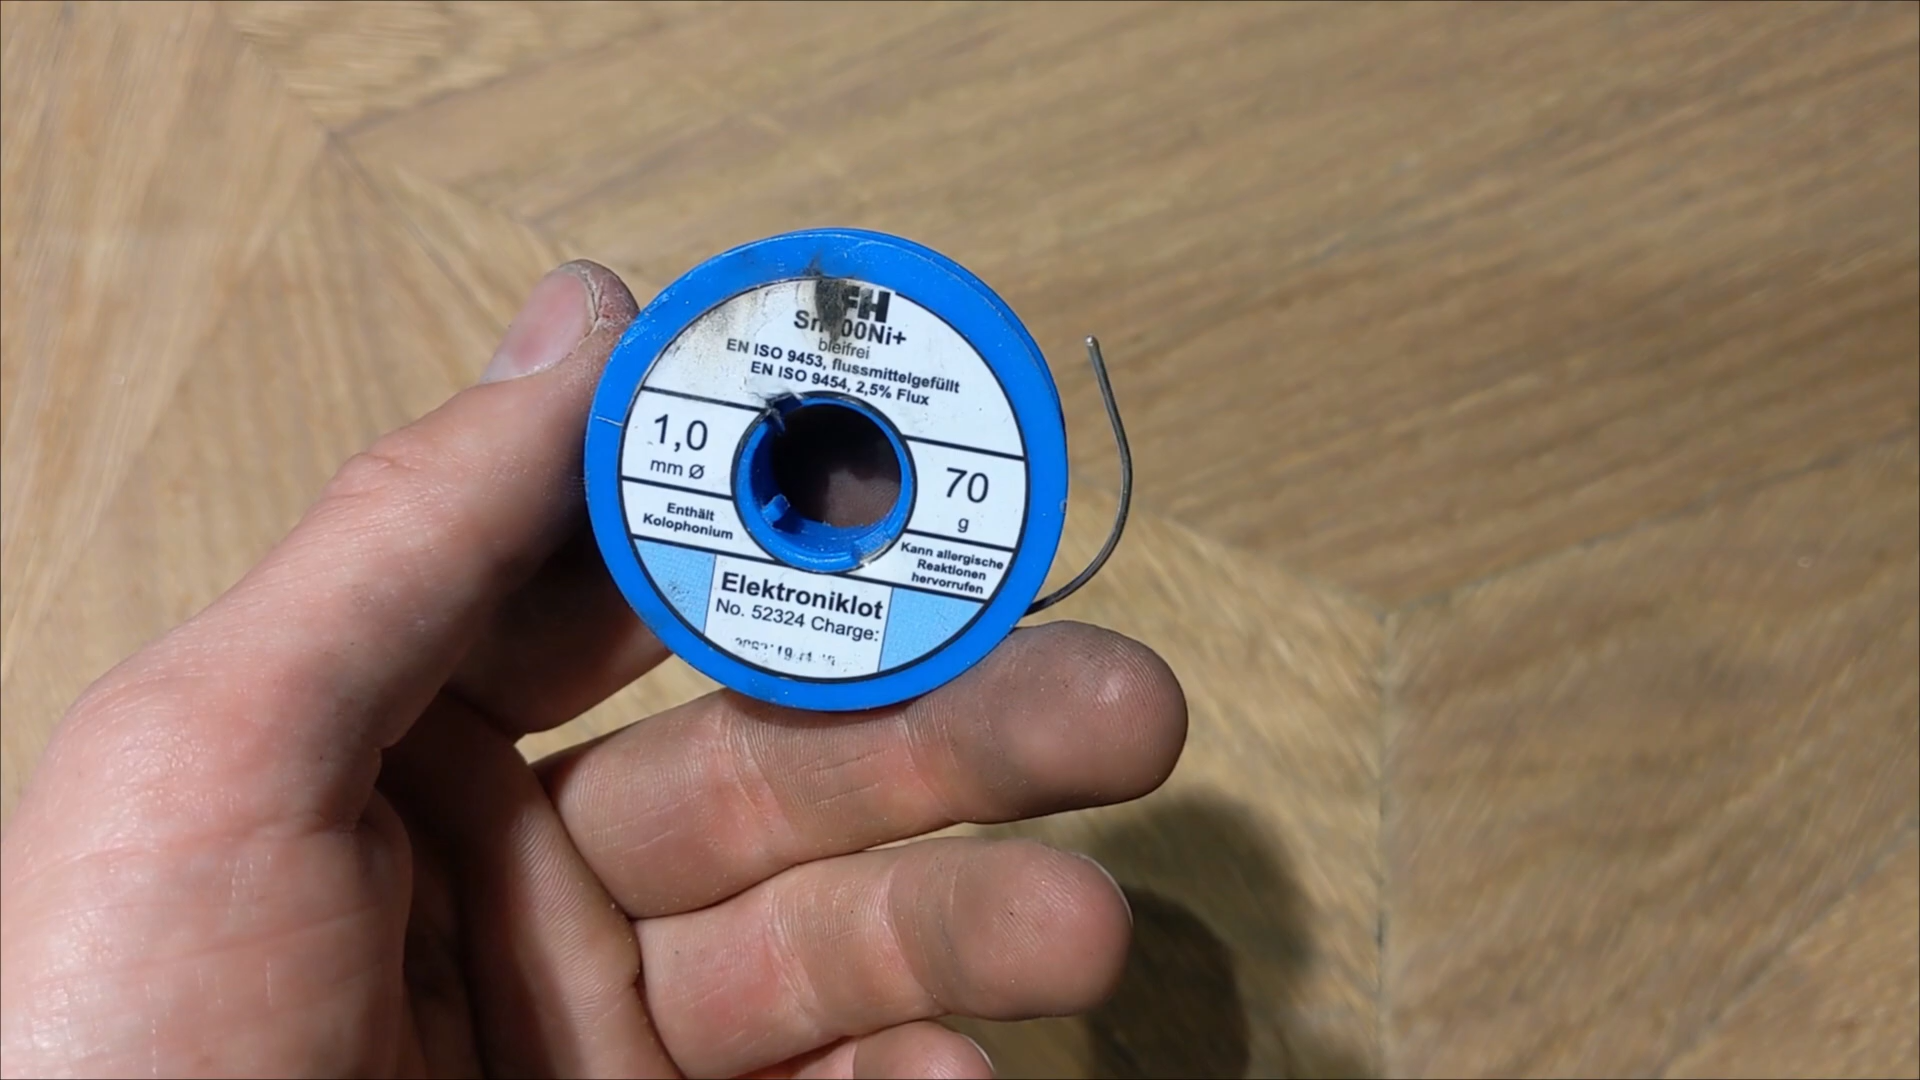 FH
00Ni+
bleifrei
EN ISO 9453, flussmittelgefüllt
EN ISO 9454, 2,5% Flux
1,0
mm Ø
70
g
Enthält
Kolophonium
Kann allergische
Reaktionen
hervorrufen
Elektroniklot
No. 52324 Charge: